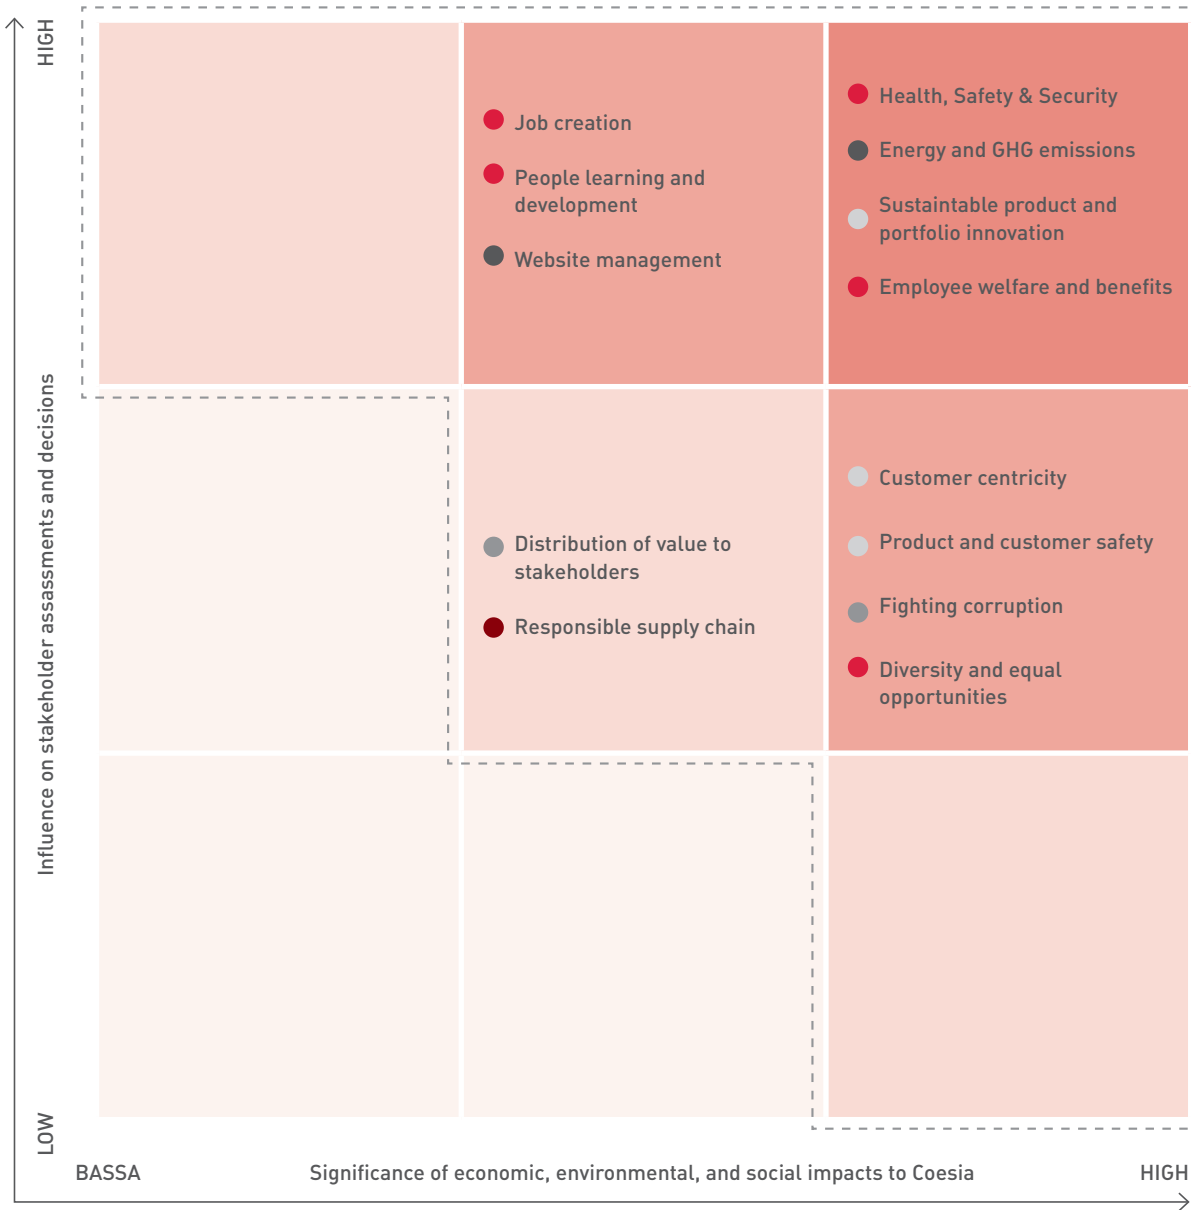 HIGH
Influence on stakeholder assassments and decisions
LOW
Job creation
People learning and
development
Website management
Health, Safety & Security
Energy and GHG emissions
Sustaintable product and
portfolio innovation
Employee welfare and benefits
Distribution of value to
stakeholders
Responsible supply chain
Customer centricity
Product and customer safety
Fighting corruption
Diversity and equal
opportunities
BASSA
Significance of economic, environmental, and social impacts to Coesia
HIGH